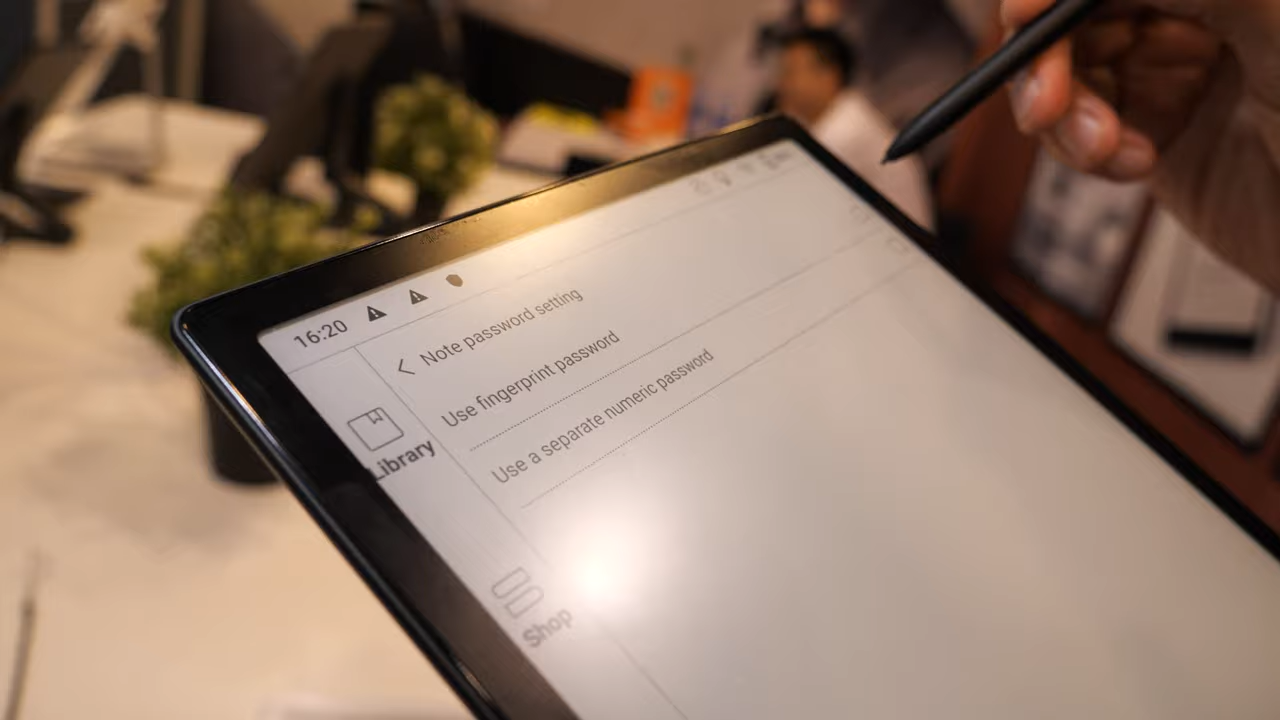 16:20
Note password setting
Use fingerprint password
Use a separate numeric password
Library
Shop